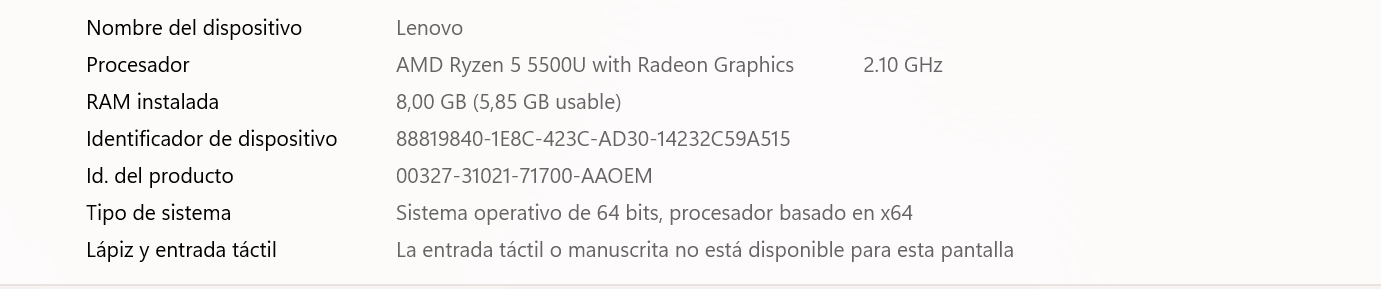 Nombre del dispositivo Lenovo
Procesador AMD Ryzen 5 5500U with Radeon Graphics 2.10 GHz
RAM instalada 8,00 GB (5,85 GB usable)
Identificador de dispositivo 88819840-1E8C-423C-AD30-14232C59A515
Id. del producto 00327-31021-71700-AAOEM
Tipo de sistema Sistema operativo de 64 bits, procesador basado en x64
Lápiz y entrada táctil La entrada táctil o manuscrita no está disponible para esta pantalla